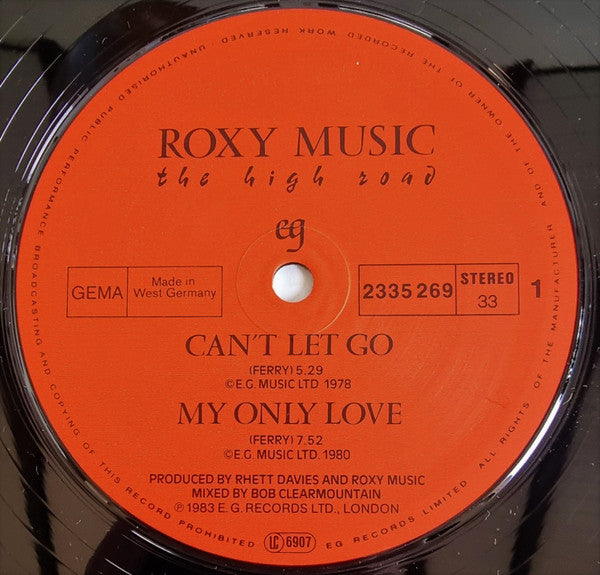 ROXY MUSIC
the high road
eg
GEMA
Made in
West Germany
2335 269
STEREO
33
1
CAN'T LET GO
(FERRY) 5.29
©E.G. MUSIC LTD 1978
MY ONLY LOVE
(FERRY) 7.52
©E.G. MUSIC LTD. 1980
PRODUCED BY RHETT DAVIES AND ROXY MUSIC
MIXED BY BOB CLEARMOUNTAIN
℗ 1983 E.G. RECORDS LTD., LONDON
LC 6907
EG RECORDS LIMITED ALL RIGHTS OF THE MANUFACTURER AND OF THE OWNER OF THE RECORDED WORK RESERVED. UNAUTHORISED PUBLIC PERFORMANCE BROADCASTING AND COPYING OF THIS RECORD PROHIBITED